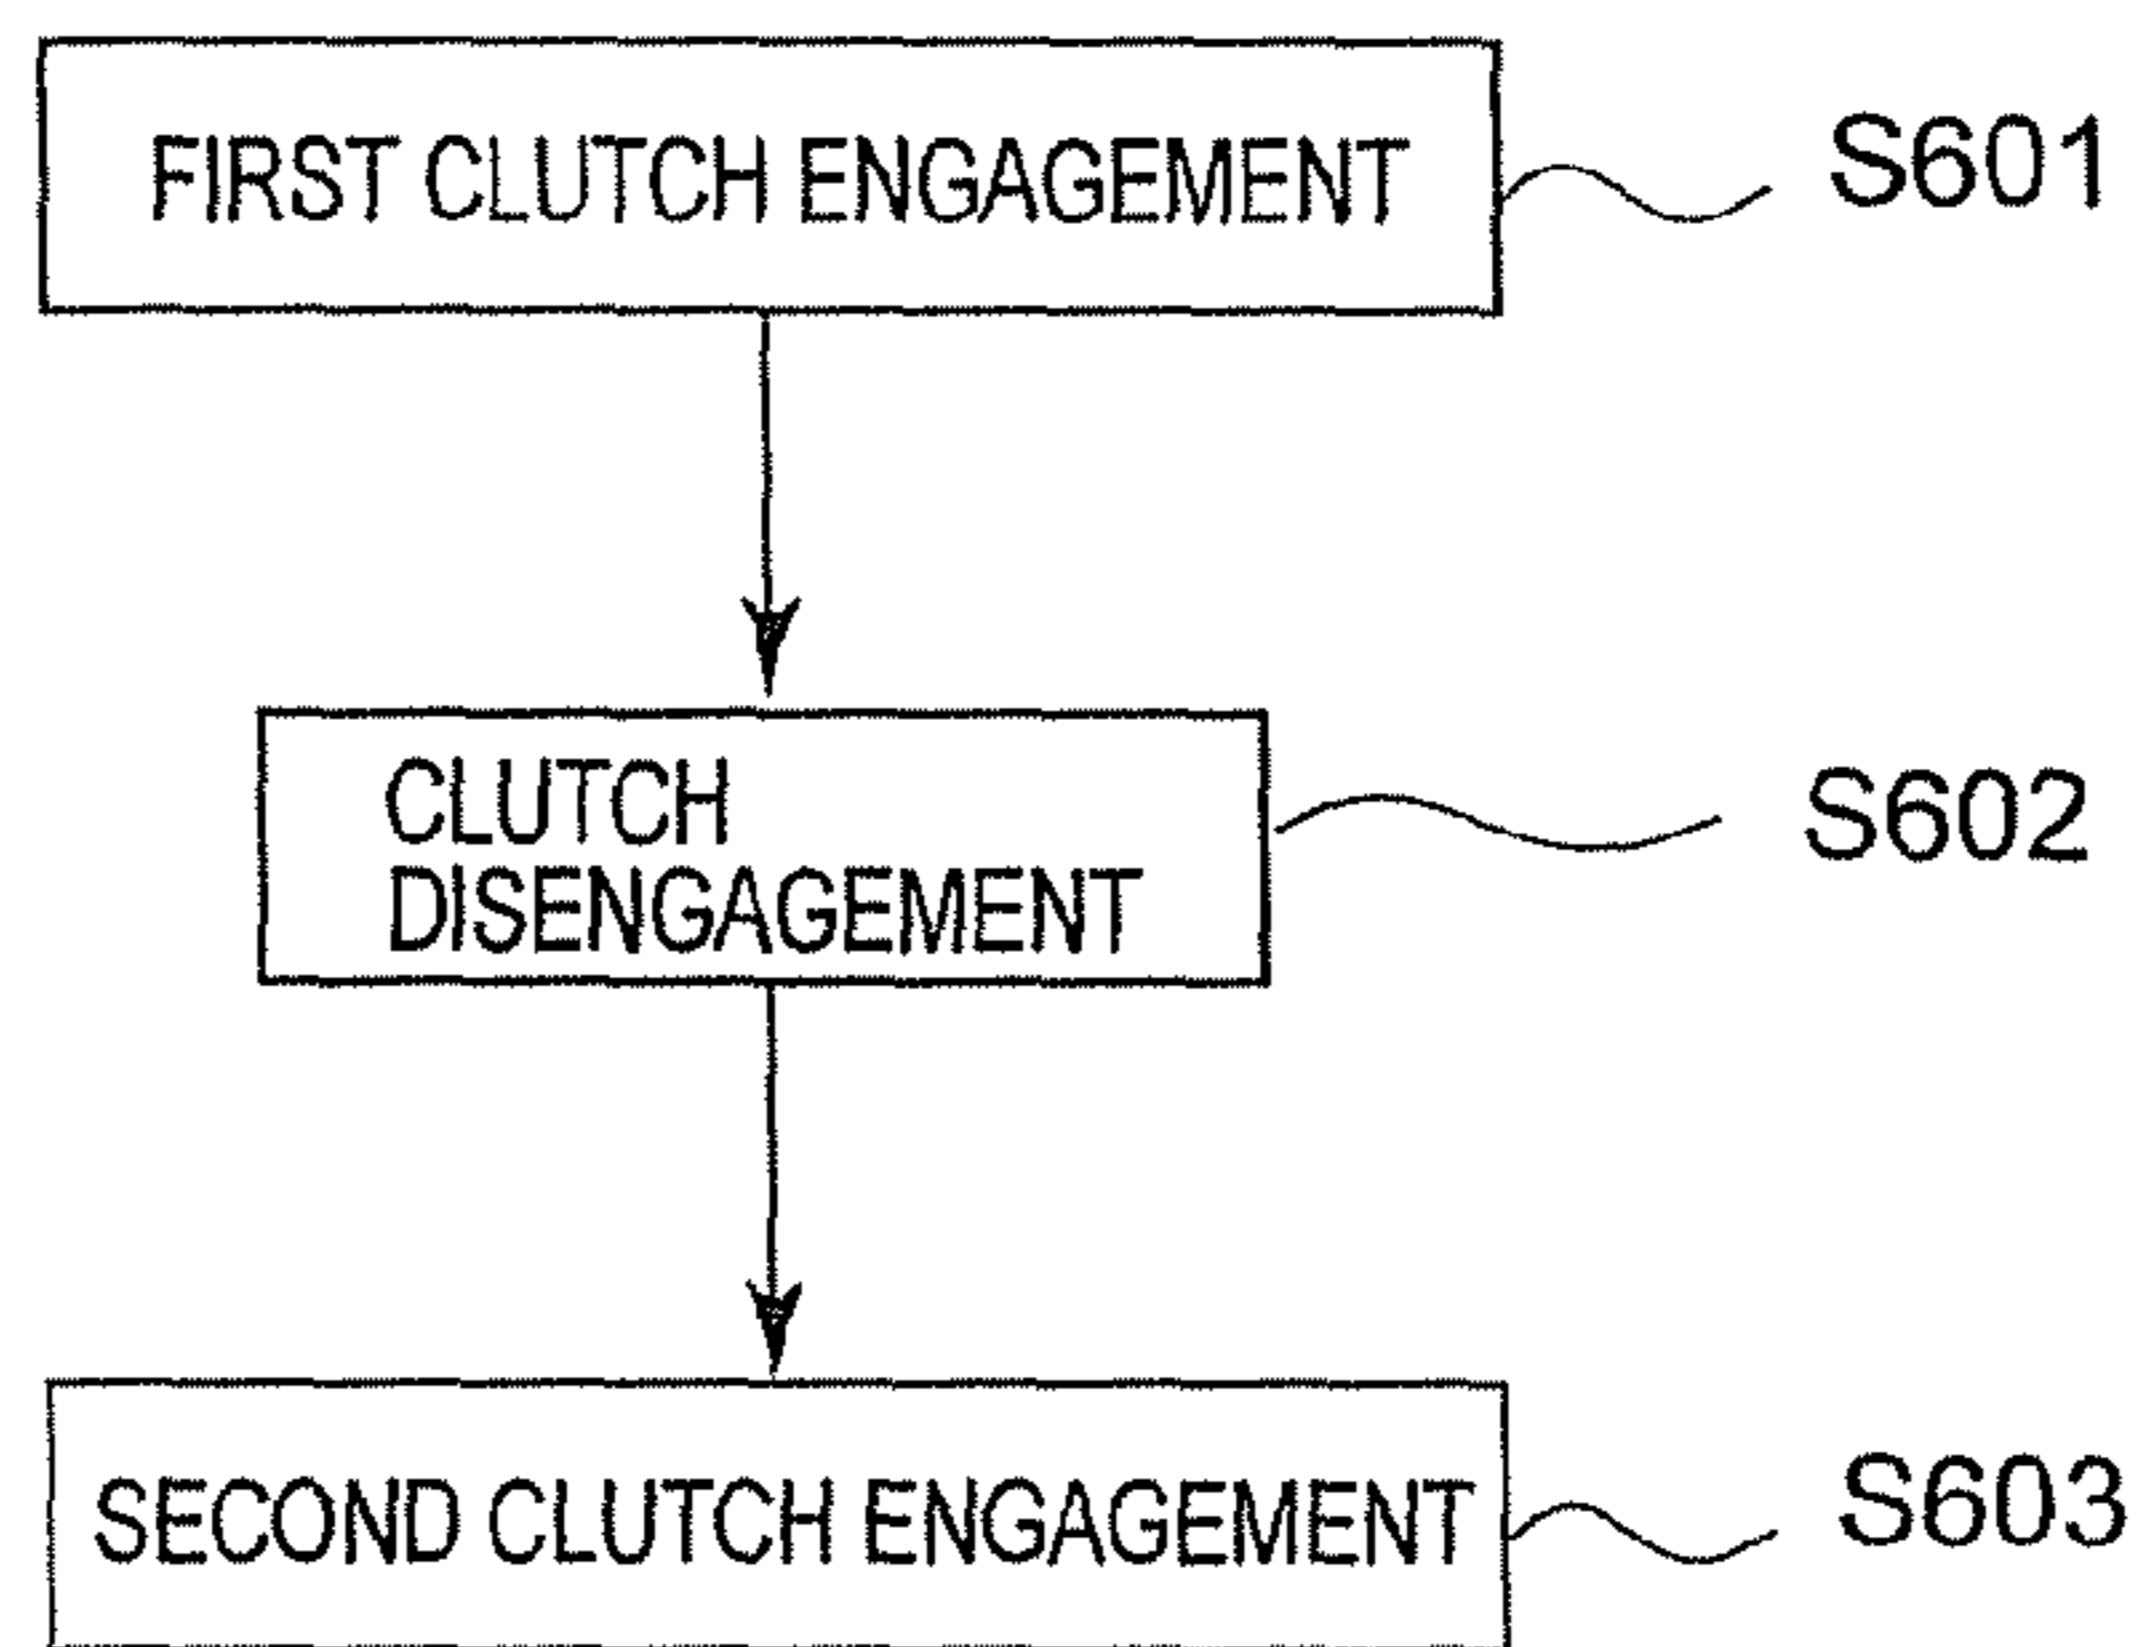 FIRST CLUTCH ENGAGEMENT
S601
CLUTCH
DISENGAGEMENT
S602
SECOND CLUTCH ENGAGEMENT
S603